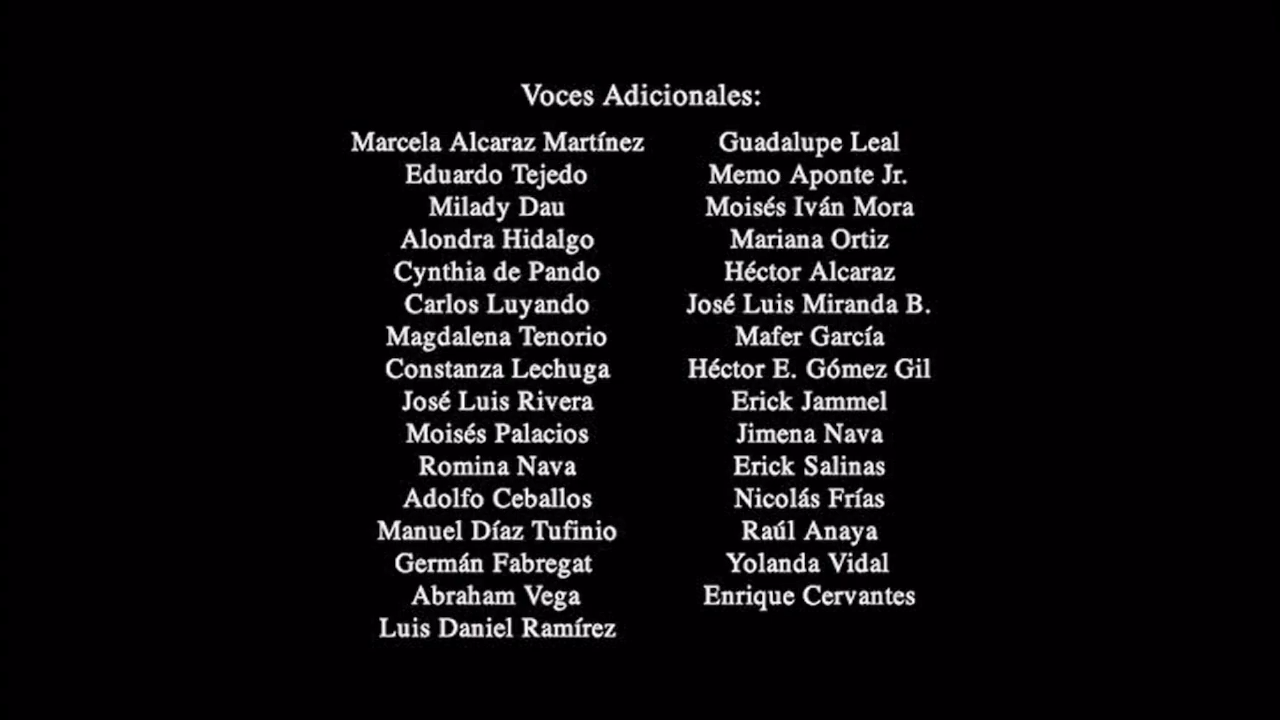 Voces Adicionales:
Marcela Alcaraz Martínez
Eduardo Tejedo
Milady Dau
Alondra Hidalgo
Cynthia de Pando
Carlos Luyando
Magdalena Tenorio
Constanza Lechuga
José Luis Rivera
Moisés Palacios
Romina Nava
Adolfo Ceballos
Manuel Díaz Tufinio
Germán Fabregat
Abraham Vega
Luis Daniel Ramírez
Guadalupe Leal
Memo Aponte Jr.
Moisés Iván Mora
Mariana Ortiz
Héctor Alcaraz
José Luis Miranda B.
Mafer García
Héctor E. Gómez Gil
Erick Jammel
Jimena Nava
Erick Salinas
Nicolás Frías
Raúl Anaya
Yolanda Vidal
Enrique Cervantes